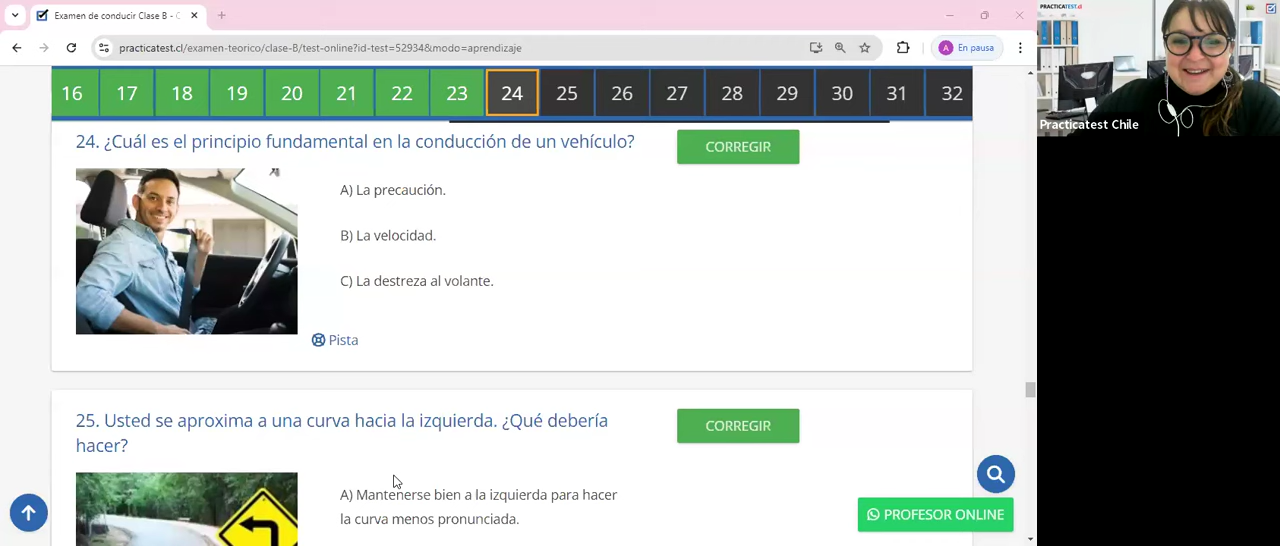 Examen de conducir Clase B - C
practicatest.cl/examen-teorico/clase-B/test-online?id-test=52934&modo=aprendizaje
A
En pausa
16 17 18 19 20 21 22 23 24 25 26 27 28 29 30 31 32
24. ¿Cuál es el principio fundamental en la conducción de un vehículo?
CORREGIR
A) La precaución.
B) La velocidad.
C) La destreza al volante.
Pista
25. Usted se aproxima a una curva hacia la izquierda. ¿Qué debería
hacer?
CORREGIR
A) Mantenerse bien a la izquierda para hacer
la curva menos pronunciada.
PROFESOR ONLINE
PRACTICATEST.cl
Practicatest Chile